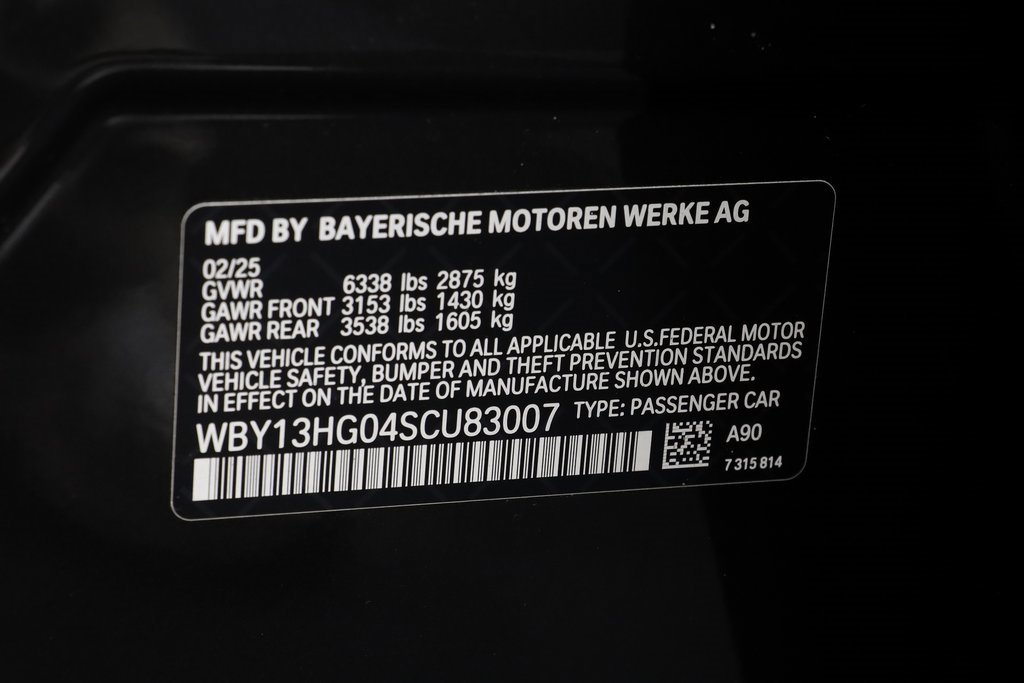 MFD BY BAYERISCHE MOTOREN WERKE AG
02/25
GVWR 6338 lbs 2875 kg
GAWR FRONT 3153 lbs 1430 kg
GAWR REAR 3538 lbs 1605 kg
THIS VEHICLE CONFORMS TO ALL APPLICABLE U.S.FEDERAL MOTOR
VEHICLE SAFETY, BUMPER AND THEFT PREVENTION STANDARDS
IN EFFECT ON THE DATE OF MANUFACTURE SHOWN ABOVE.
WBY13HG04SCU83007 TYPE: PASSENGER CAR
A90
7 315 814